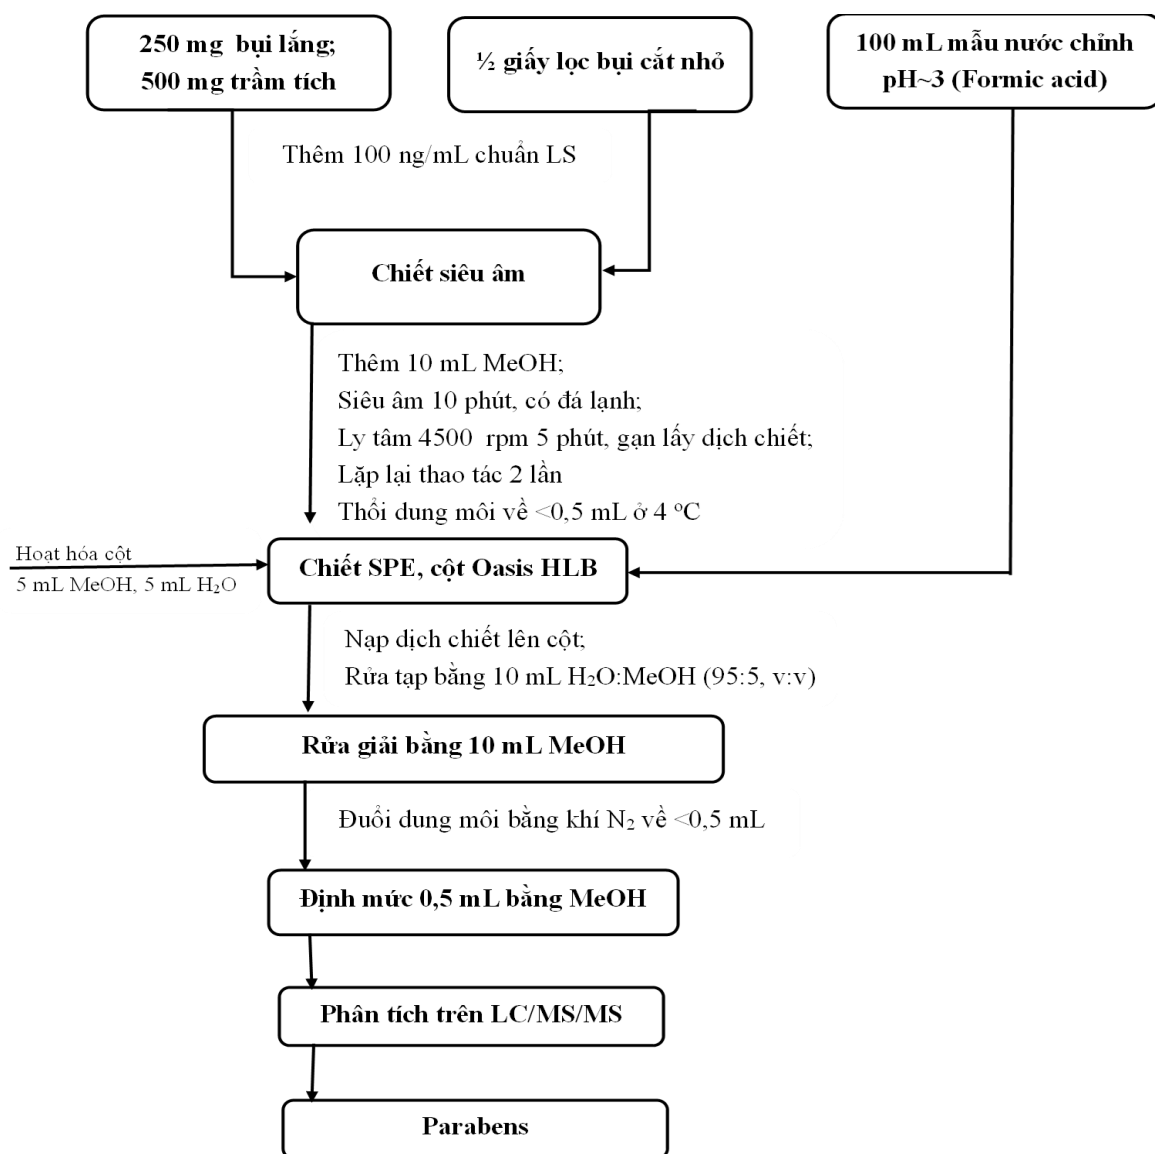 250 mg bụi lắng;
500 mg trầm tích
½ giấy lọc bụi cắt nhỏ
100 mL mẫu nước chỉnh
pH~3 (Formic acid)
Thêm 100 ng/mL chuẩn LS
Chiết siêu âm
Thêm 10 mL MeOH;
Siêu âm 10 phút, có đá lạnh;
Ly tâm 4500 rpm 5 phút, gạn lấy dịch chiết;
Lặp lại thao tác 2 lần
Thổi dung môi về <0,5 mL ở 4 ºC
Hoạt hóa cột
5 mL MeOH, 5 mL H₂O
Chiết SPE, cột Oasis HLB
Nạp dịch chiết lên cột;
Rửa tạp bằng 10 mL H₂O:MeOH (95:5, v:v)
Rửa giải bằng 10 mL MeOH
Đuổi dung môi bằng khí N₂ về <0,5 mL
Định mức 0,5 mL bằng MeOH
Phân tích trên LC/MS/MS
Parabens